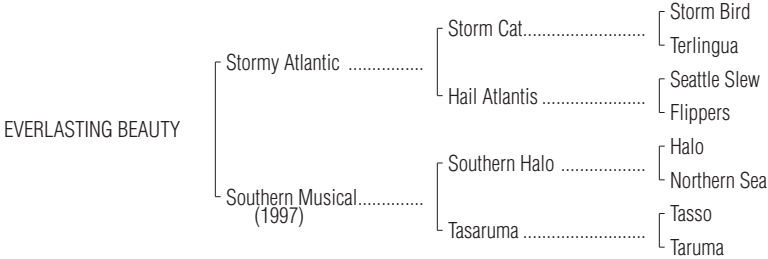 Storm Bird
Storm Cat..........................
Terlingua
Stormy Atlantic ................
Seattle Slew
Hail Atlantis ......................
Flippers
EVERLASTING BEAUTY
Halo
Southern Halo ..................
Northern Sea
Southern Musical..............
(1997)
Tasso
Tasaruma ..........................
Taruma